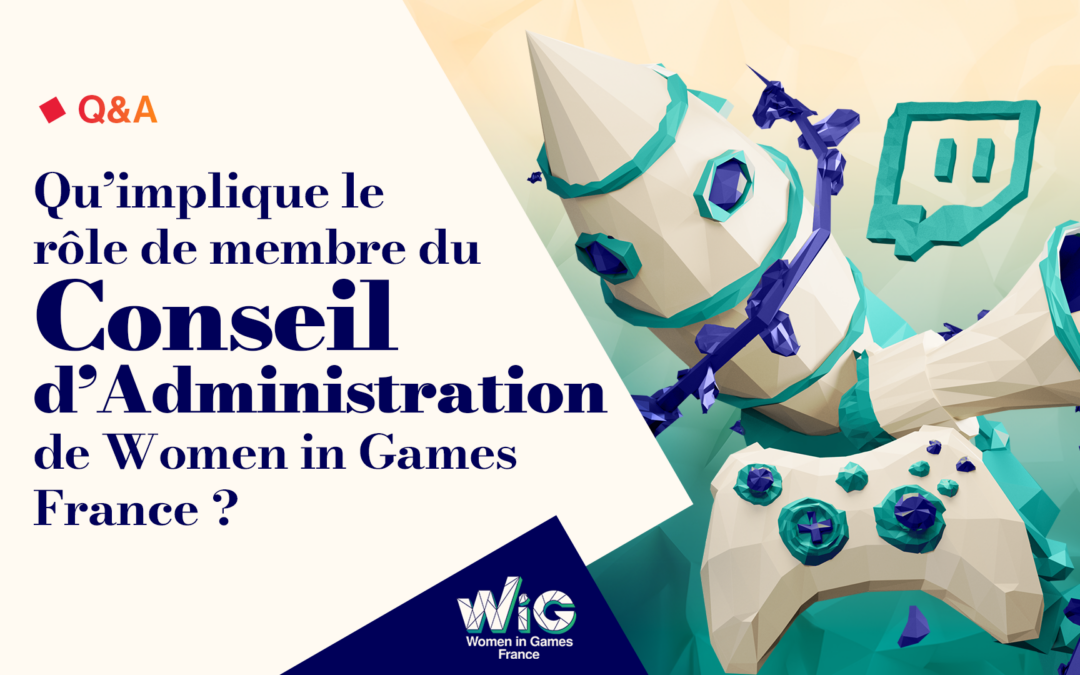 Q&A
Qu’implique le
rôle de membre du
Conseil
d’Administration
de Women in Games
France ?
WiG
Women in Games
France